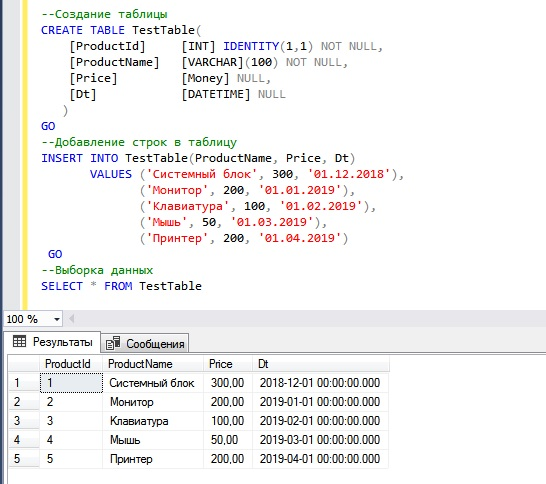 --Создание таблицы
CREATE TABLE TestTable(
[ProductId] [INT] IDENTITY(1,1) NOT NULL,
[ProductName] [VARCHAR](100) NOT NULL,
[Price] [Money] NULL,
[Dt] [DATETIME] NULL
)
GO
--Добавление строк в таблицу
INSERT INTO TestTable(ProductName, Price, Dt)
VALUES ('Системный блок', 300, '01.12.2018'),
('Монитор', 200, '01.01.2019'),
('Клавиатура', 100, '01.02.2019'),
('Мышь', 50, '01.03.2019'),
('Принтер', 200, '01.04.2019')
GO
--Выборка данных
SELECT * FROM TestTable
100 %
Результаты Сообщения
ProductId ProductName Price Dt
1 1 Системный блок 300,00 2018-12-01 00:00:00.000
2 2 Монитор 200,00 2019-01-01 00:00:00.000
3 3 Клавиатура 100,00 2019-02-01 00:00:00.000
4 4 Мышь 50,00 2019-03-01 00:00:00.000
5 5 Принтер 200,00 2019-04-01 00:00:00.000